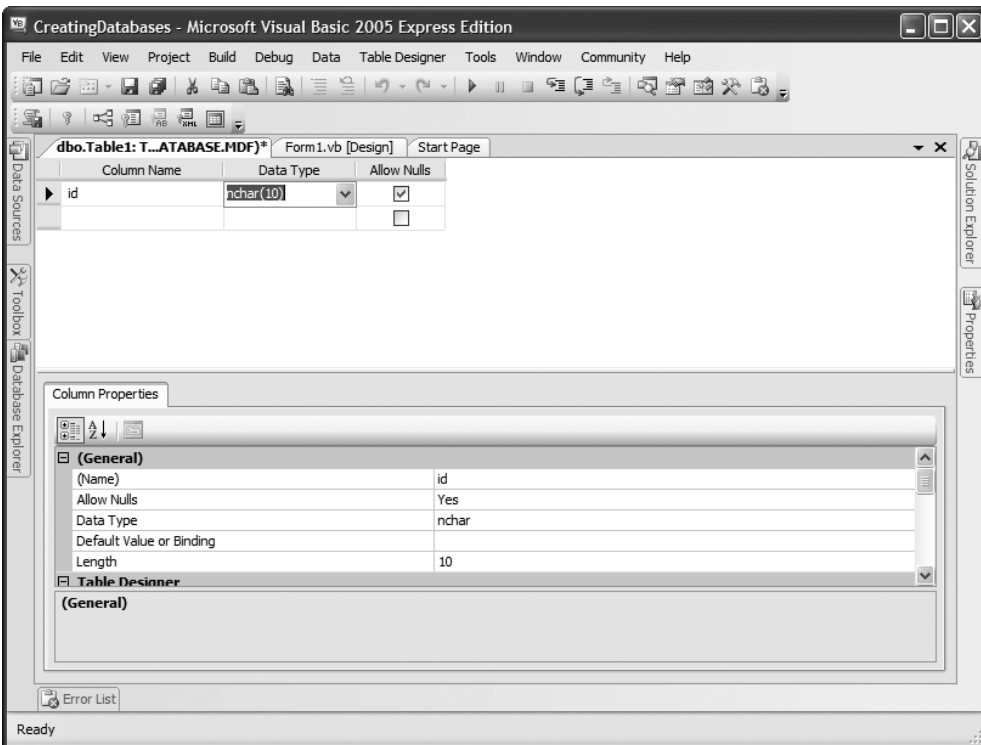 CreatingDatabases - Microsoft Visual Basic 2005 Express Edition
File Edit View Project Build Debug Data Table Designer Tools Window Community Help
dbo.Table1: T...ATABASE.MDF)* Form1.vb [Design] Start Page
Column Name Data Type Allow Nulls
id nchar(10)
Data Sources
Toolbox
Database Explorer
Solution Explorer
Properties
Column Properties
(General)
(Name) id
Allow Nulls Yes
Data Type nchar
Default Value or Binding
Length 10
Table Designer
(General)
Error List
Ready